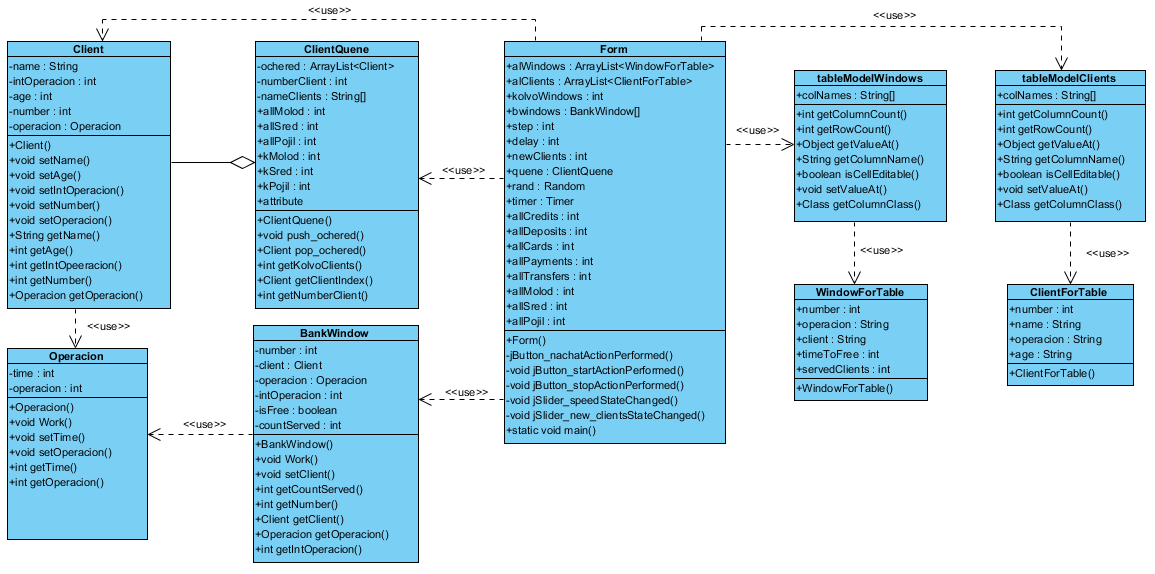 <<use>>
<<use>>
Client
-name : String
-intOperacion : int
-age : int
-number : int
-operacion : Operacion
+Client()
+void setName()
+void setAge()
+void setIntOperacion()
+void setNumber()
+void setOperacion()
+String getName()
+int getAge()
+int getIntOpeeracion()
+int getNumber()
+Operacion getOperacion()
ClientQuene
-ochered : ArrayList<Client>
-numberClient : int
-nameClients : String[]
+allMolod : int
+allSred : int
+allPojil : int
+kMolod : int
+kSred : int
+kPojil : int
+attribute
+ClientQuene()
+void push_ochered()
+Client pop_ochered()
+int getKolvoClients()
+Client getClientIndex()
+int getNumberClient()
<<use>>
Form
+alWindows : ArrayList<WindowForTable>
+alClients : ArrayList<ClientForTable>
+kolvoWindows : int
+bwindows : BankWindow[]
+step : int
+delay : int
+newClients : int
+quene : ClientQuene
+rand : Random
+timer : Timer
+allCredits : int
+allDeposits : int
+allCards : int
+allPayments : int
+allTransfers : int
+allMolod : int
+allSred : int
+allPojil : int
+Form()
-jButton_nachatActionPerformed()
-void jButton_startActionPerformed()
-void jButton_stopActionPerformed()
-void jSlider_speedStateChanged()
-void jSlider_new_clientsStateChanged()
+static void main()
<<use>>
tableModelWindows
+colNames : String[]
+int getColumnCount()
+int getRowCount()
+Object getValueAt()
+String getColumnName()
+boolean isCellEditable()
+void setValueAt()
+Class getColumnClass()
tableModelClients
+colNames : String[]
+int getColumnCount()
+int getRowCount()
+Object getValueAt()
+String getColumnName()
+boolean isCellEditable()
+void setValueAt()
+Class getColumnClass()
<<use>>
<<use>>
WindowForTable
+number : int
+operacion : String
+client : String
+timeToFree : int
+servedClients : int
+WindowForTable()
ClientForTable
+number : int
+name : String
+operacion : String
+age : String
+ClientForTable()
<<use>>
Operacion
-time : int
-operacion : int
+Operacion()
+void Work()
+void setTime()
+void setOperacion()
+int getTime()
+int getOperacion()
<<use>>
BankWindow
-number : int
-client : Client
-operacion : Operacion
-intOperacion : int
-isFree : boolean
-countServed : int
+BankWindow()
+void Work()
+void setClient()
+int getCountServed()
+int getNumber()
+Client getClient()
+Operacion getOperacion()
+int getIntOperacion()
<<use>>